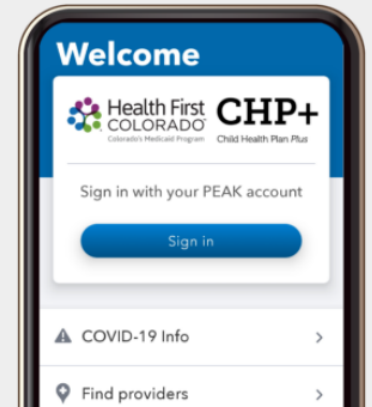 Welcome
Health First
COLORADO
Colorado's Medicaid Program
CHP+
Child Health Plan Plus
Sign in with your PEAK account
Sign in
COVID-19 Info
Find providers